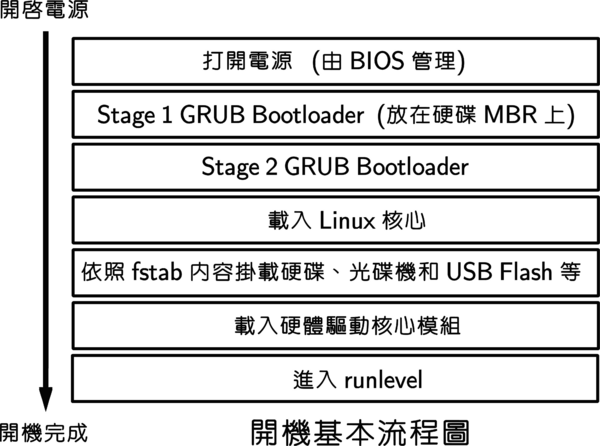 開啓電源
打開電源 (由 BIOS 管理)
Stage 1 GRUB Bootloader (放在硬碟 MBR 上)
Stage 2 GRUB Bootloader
載入 Linux 核心
依照 fstab 内容掛載硬碟、光碟機和 USB Flash 等
載入硬體驅動核心模組
進入 runlevel
開機完成
開機基本流程圖